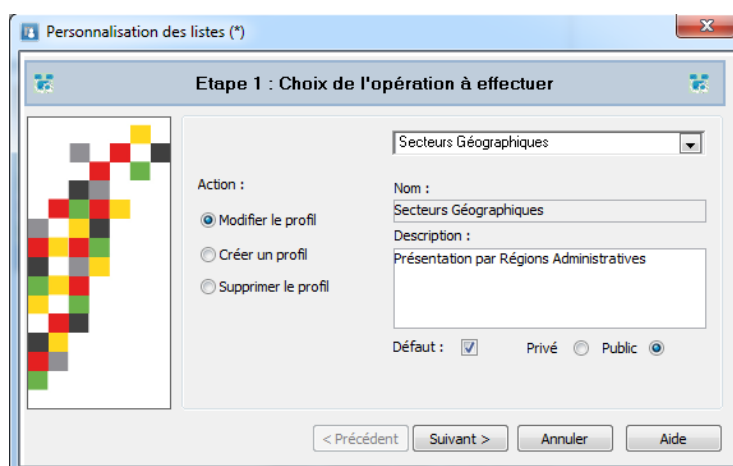 Personnalisation des listes (*)
Etape 1 : Choix de l'opération à effectuer
Secteurs Géographiques
Action :
Nom :
Modifier le profil
Secteurs Géographiques
Description :
Créer un profil
Présentation par Régions Administratives
Supprimer le profil
Défaut : Privé Public
< Précédent Suivant > Annuler Aide